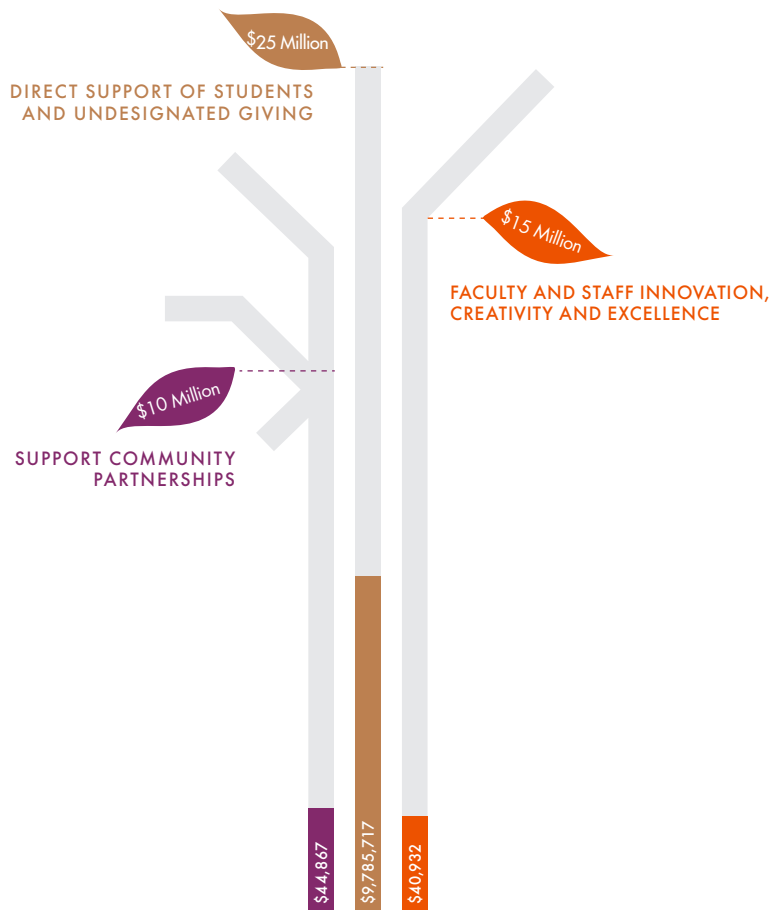 $25 Million
DIRECT SUPPORT OF STUDENTS
AND UNDESIGNATED GIVING
$15 Million
FACULTY AND STAFF INNOVATION,
CREATIVITY AND EXCELLENCE
$10 Million
SUPPORT COMMUNITY
PARTNERSHIPS
$44,867
$9,785,717
$40,932